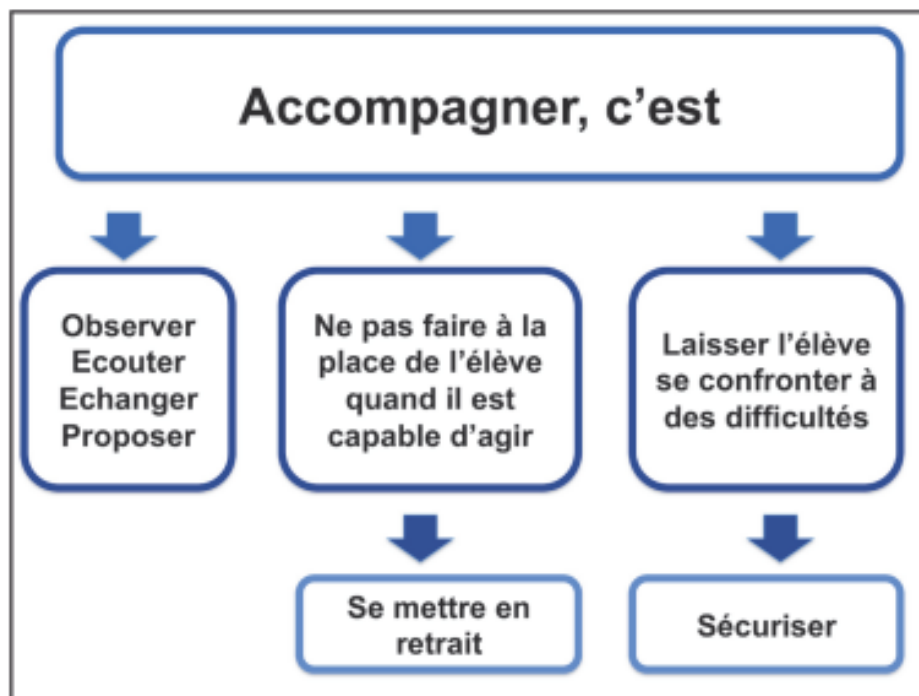 Accompagner, c’est
Observer
Ecouter
Echanger
Proposer
Ne pas faire à la
place de l’élève
quand il est
capable d’agir
Laisser l’élève
se confronter à
des difficultés
Se mettre en
retrait
Sécuriser